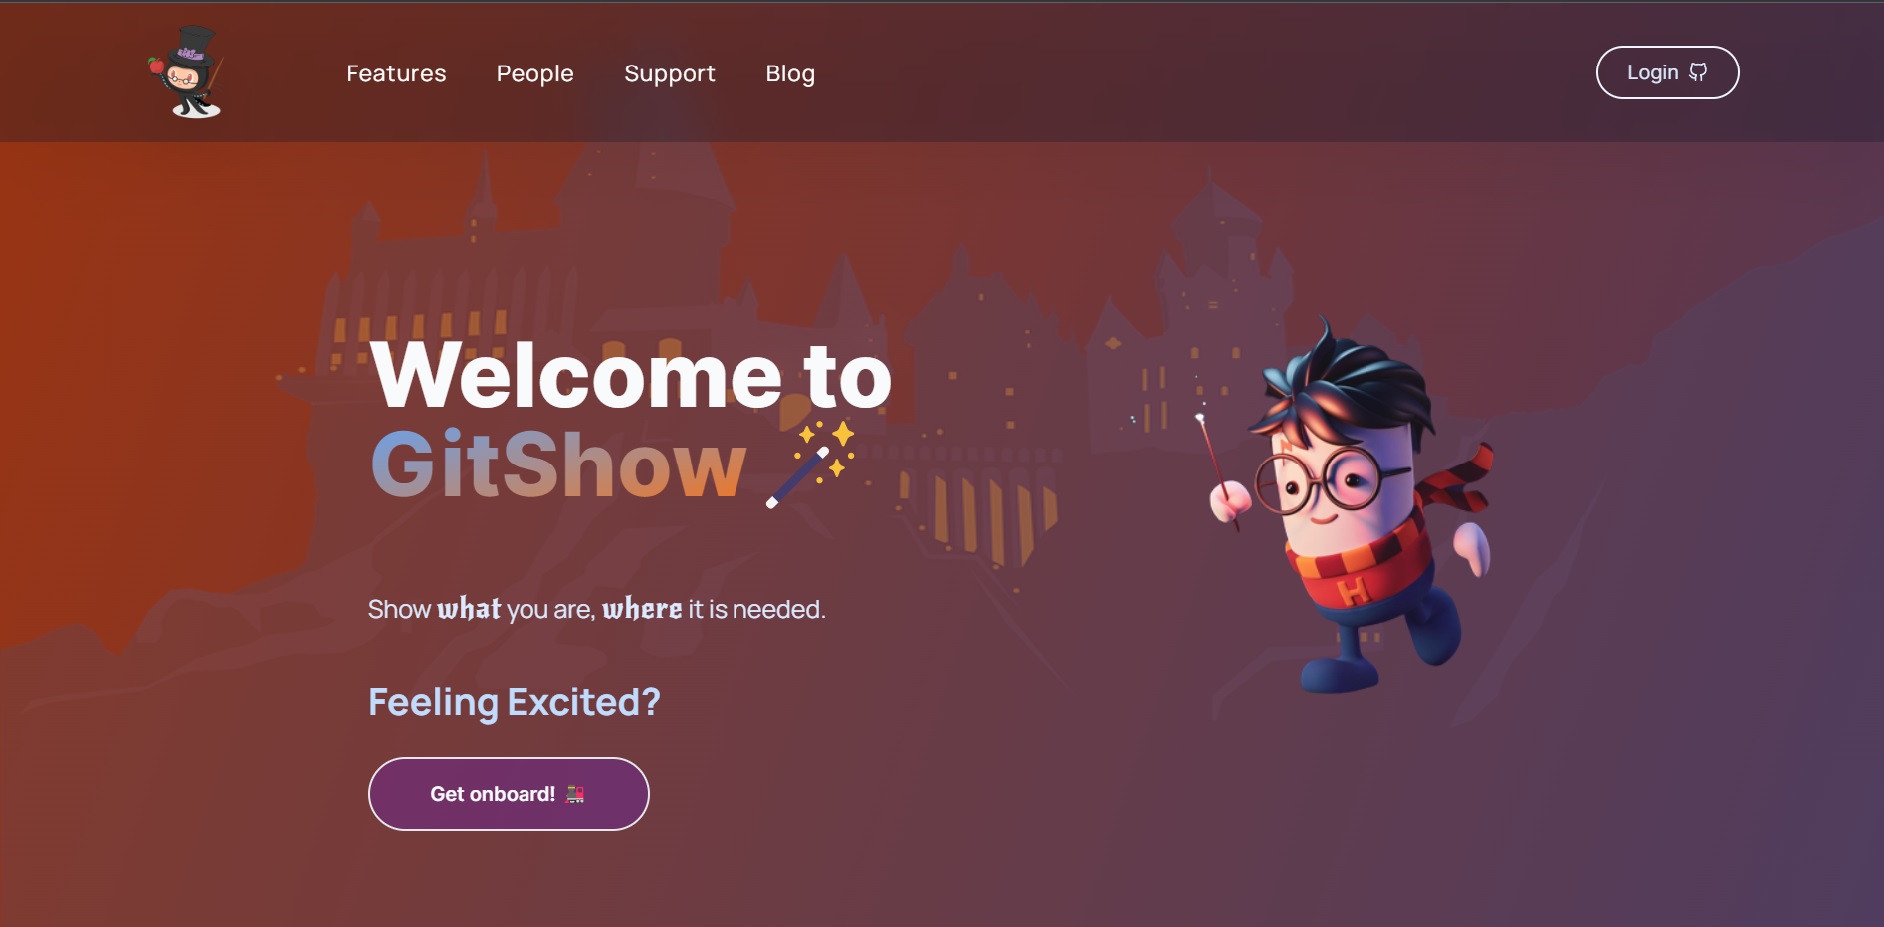 Features People Support Blog Login
Welcome to
GitShow
Show what you are, where it is needed.
Feeling Excited?
Get onboard!
H